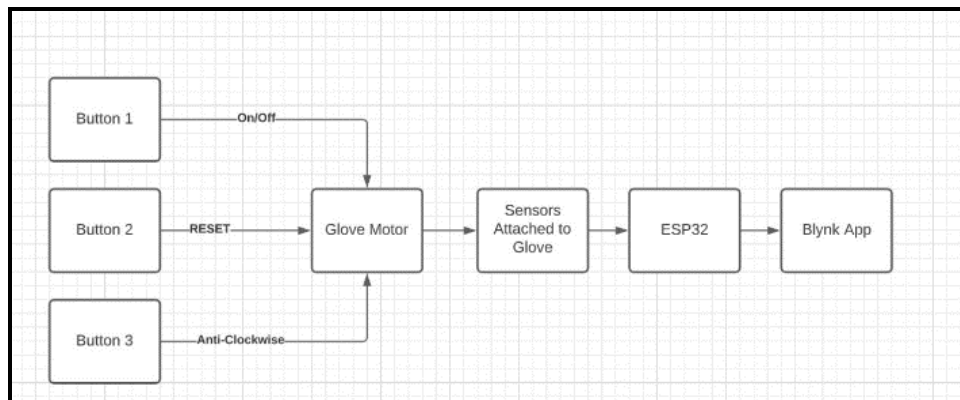 Button 1
On/Off
Button 2
RESET
Glove Motor
Sensors
Attached to
Glove
ESP32
Blynk App
Button 3
Anti-Clockwise